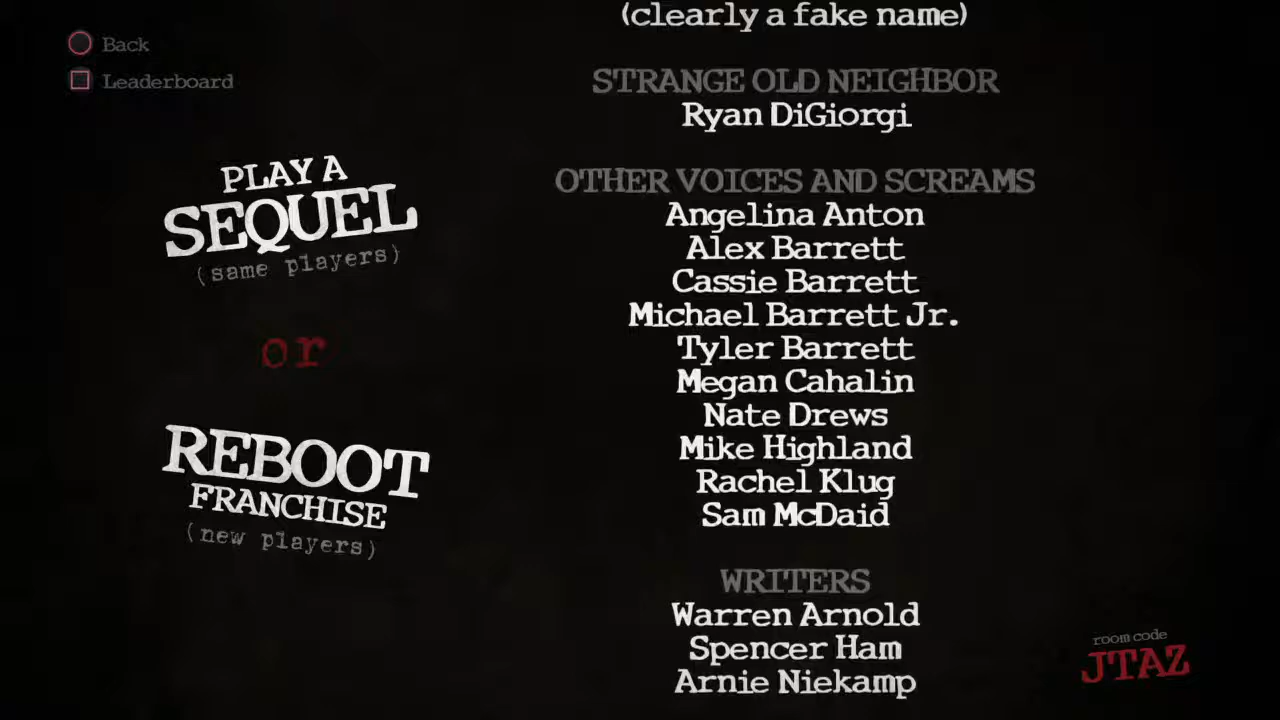 Back
Leaderboard
PLAY A
SEQUEL
(same players)
or
REBOOT
FRANCHISE
(new players)
(clearly a fake name)
STRANGE OLD NEIGHBOR
Ryan DiGiorgi
OTHER VOICES AND SCREAMS
Angelina Anton
Alex Barrett
Cassie Barrett
Michael Barrett Jr.
Tyler Barrett
Megan Cahalin
Nate Drews
Mike Highland
Rachel Klug
Sam McDaid
WRITERS
Warren Arnold
Spencer Ham
Arnie Niekamp
room code
JTAZ